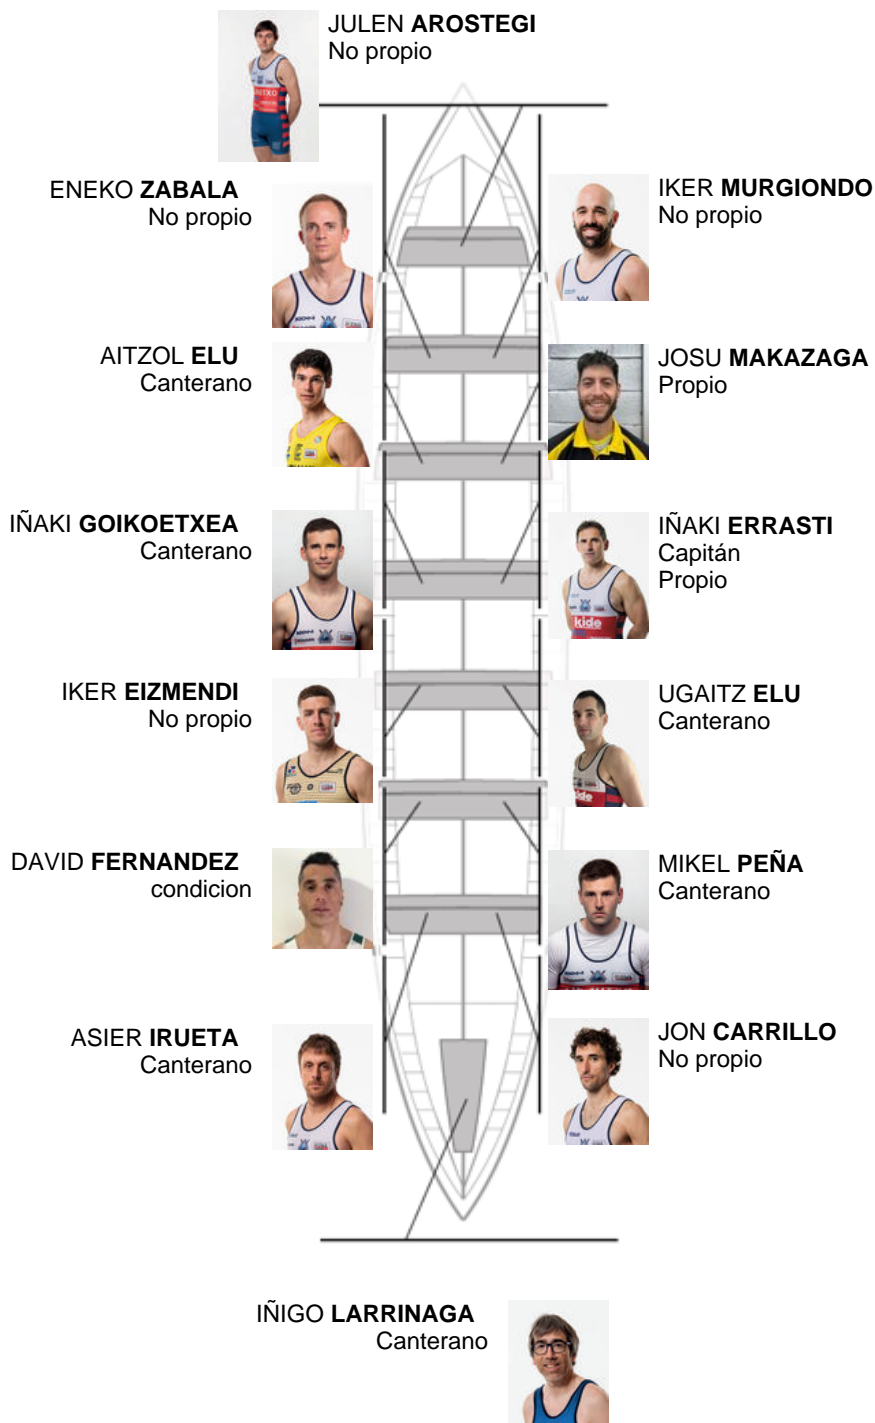 JULEN AROSTEGI
No propio
ENEKO ZABALA
No propio
IKER MURGIONDO
No propio
AITZOL ELU
Canterano
JOSU MAKAZAGA
Propio
IÑAKI GOIKOETXEA
Canterano
IÑAKI ERRASTI
Capitán
Propio
kide
IKER EIZMENDI
No propio
UGAITZ ELU
Canterano
kide
DAVID FERNANDEZ
condicion
MIKEL PEÑA
Canterano
ASIER IRUETA
Canterano
JON CARRILLO
No propio
IÑIGO LARRINAGA
Canterano